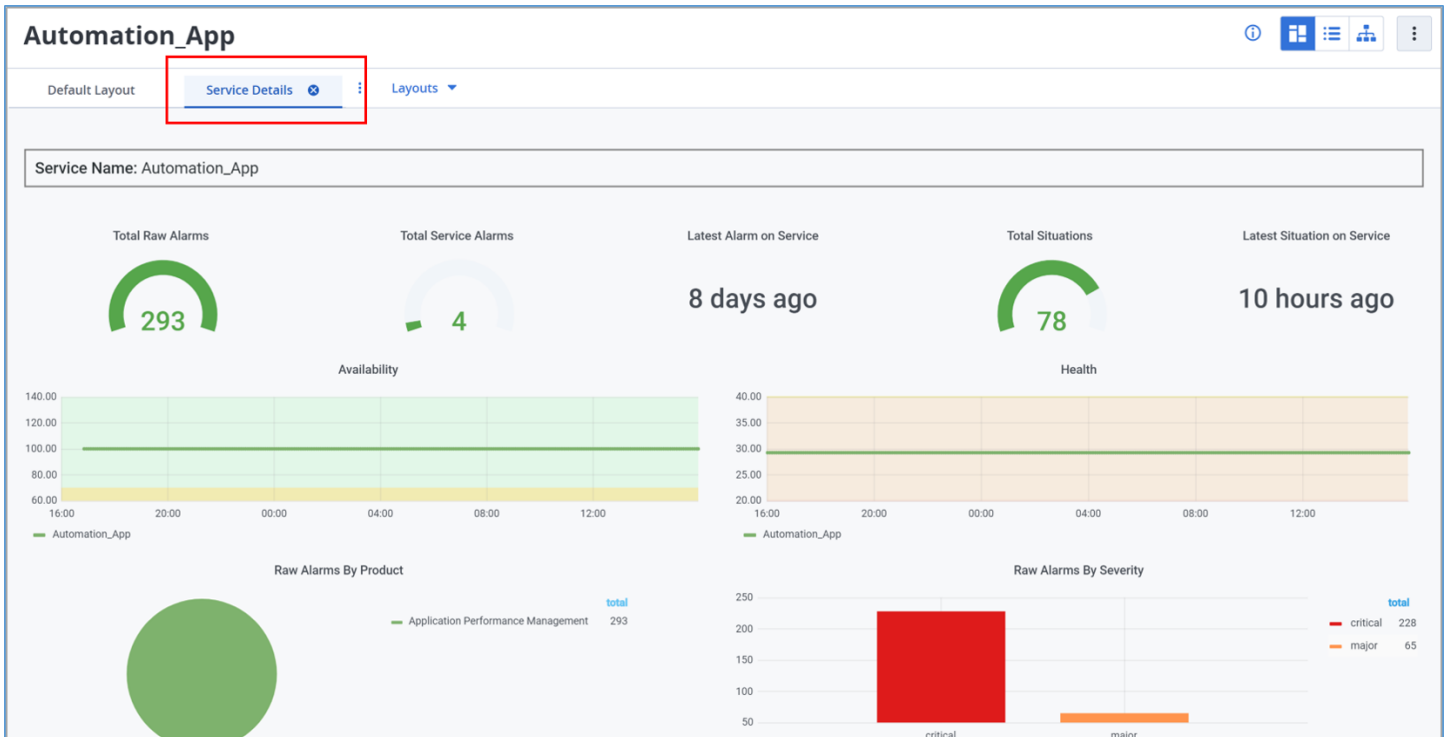 Automation_App
Default Layout
Service Details
Layouts
Service Name: Automation_App
Total Raw Alarms
Total Service Alarms
Latest Alarm on Service
Total Situations
Latest Situation on Service
293
4
8 days ago
78
10 hours ago
Availability
140.00
120.00
100.00
80.00
60.00
16:00 20:00 00:00 04:00 08:00 12:00
Automation_App
Health
40.00
35.00
30.00
25.00
20.00
16:00 20:00 00:00 04:00 08:00 12:00
Automation_App
Raw Alarms By Product
total
Application Performance Management 293
Raw Alarms By Severity
250
200
150
100
50
critical major
total
critical 228
major 65